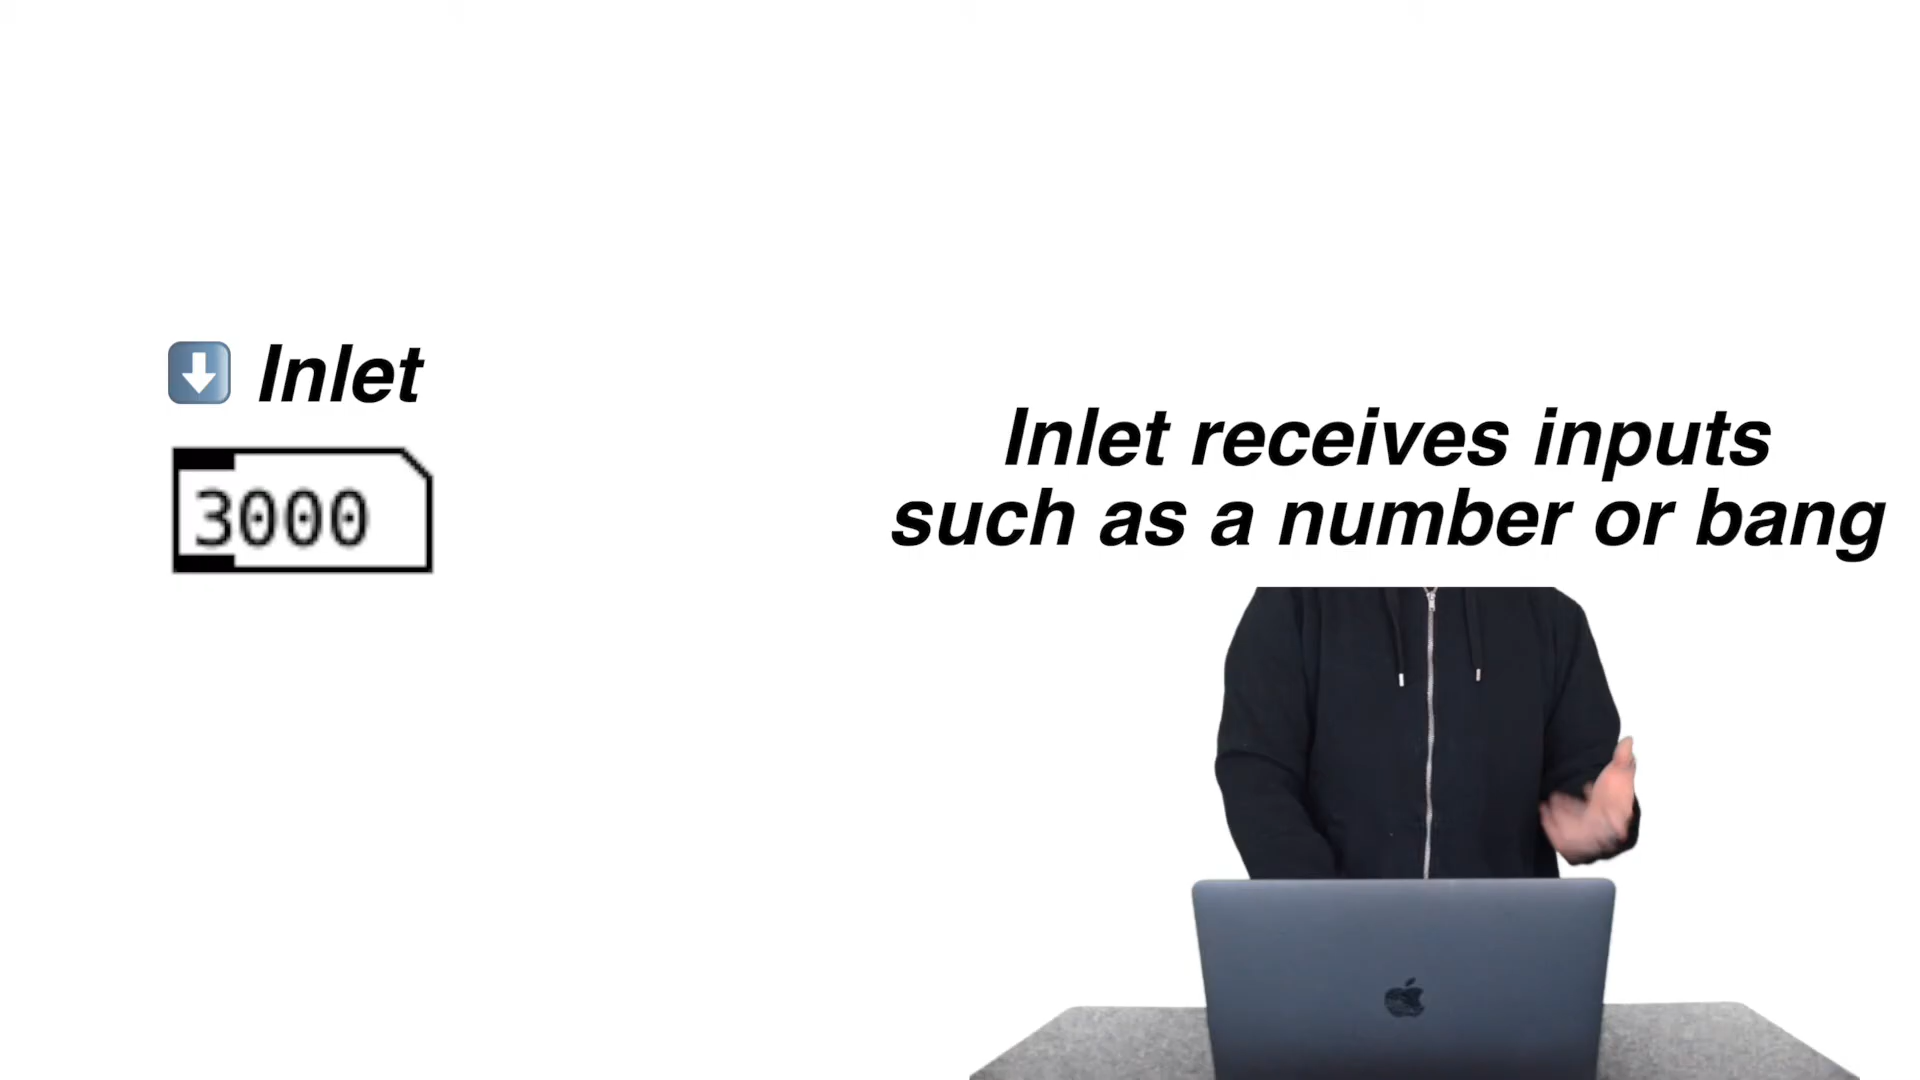 ⬇️ Inlet
3000
Inlet receives inputs
such as a number or bang